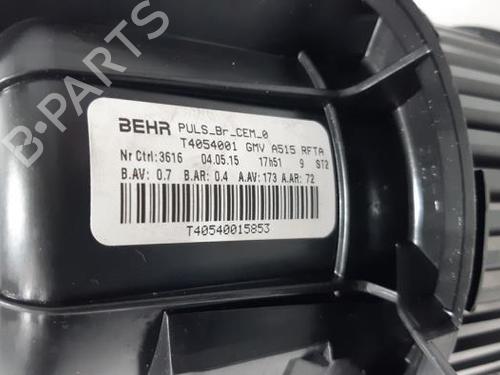 B-PARTS
BEHR PULS_Br_CEM_0
T4054001 GMV A515 RFTA
Nr Ctrl:3616 04.05.15 17h51 9 ST2
B.AV: 0.7 B.AR: 0.4 A.AV: 173 A.AR: 72
T40540015853